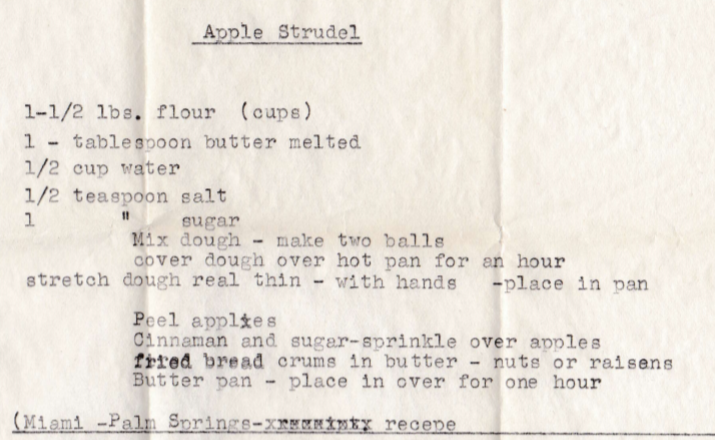 Apple Strudel
1-1/2 lbs. flour (cups)
1 - tablespoon butter melted
1/2 cup water
1/2 teaspoon salt
1 " sugar
Mix dough - make two balls
cover dough over hot pan for an hour
stretch dough real thin - with hands -place in pan
Peel applies
Cinnaman and sugar-sprinkle over apples
fried bread crums in butter - nuts or raisens
Butter pan - place in over for one hour
(Miami -Palm Springs- recepe